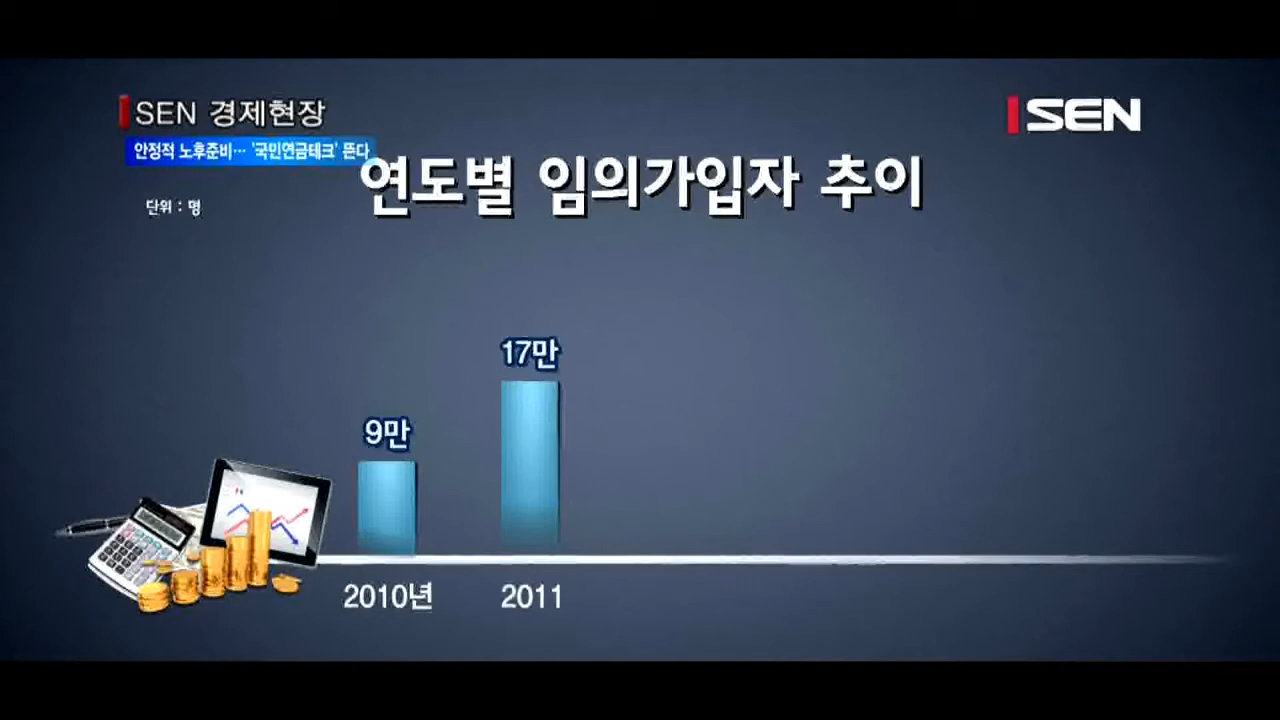 SEN 경제현장
SEN
안정적 노후준비… '국민연금테크' 뜬다
연도별 임의가입자 추이
단위 : 명
17만
9만
2010년
2011